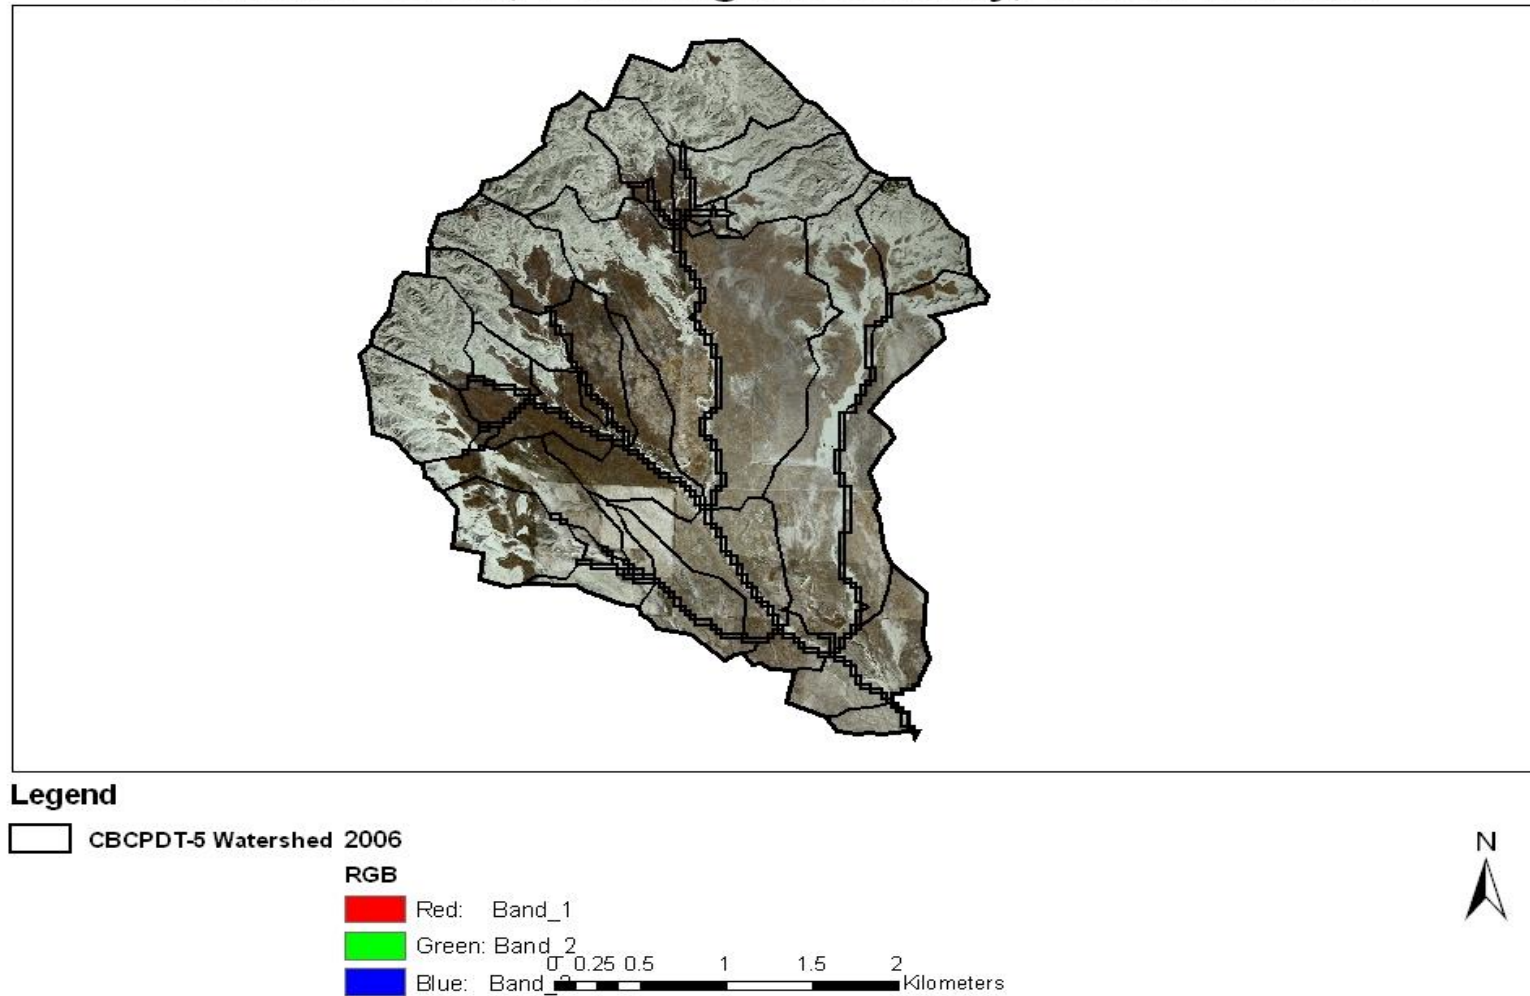 Legend
CBCPDT-5 Watershed 2006
RGB
Red: Band_1
Green: Band_2
Blue: Band_
0 0.25 0.5 1 1.5 2
Kilometers
N